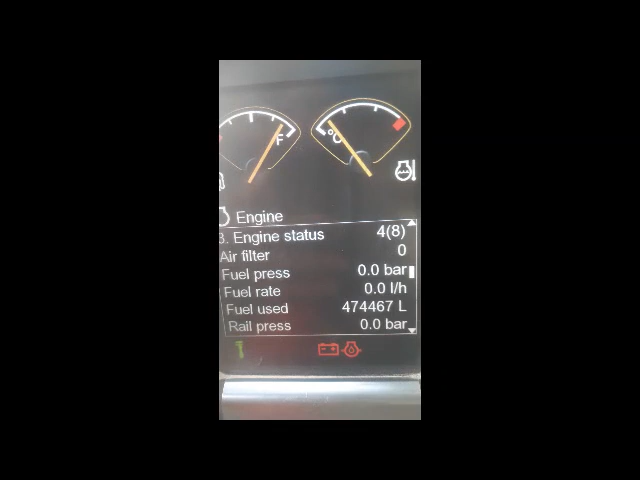 F
°C
Engine
3. Engine status 4(8)
Air filter 0
Fuel press 0.0 bar
Fuel rate 0.0 l/h
Fuel used 474467 L
Rail press 0.0 bar